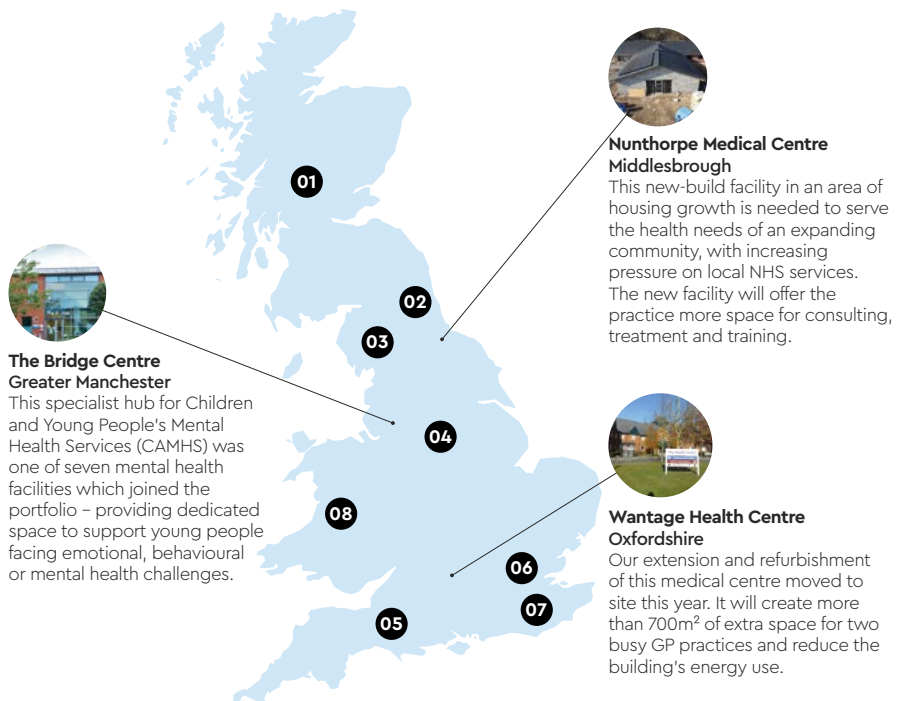 01
02
03
04
08
06
07
05
Nunthorpe Medical Centre
Middlesbrough
This new-build facility in an area of
housing growth is needed to serve
the health needs of an expanding
community, with increasing
pressure on local NHS services.
The new facility will offer the
practice more space for consulting,
treatment and training.
The Bridge Centre
Greater Manchester
This specialist hub for Children
and Young People's Mental
Health Services (CAMHS) was
one of seven mental health
facilities which joined the
portfolio – providing dedicated
space to support young people
facing emotional, behavioural
or mental health challenges.
Wantage Health Centre
Oxfordshire
Our extension and refurbishment
of this medical centre moved to
site this year. It will create more
than 700m² of extra space for two
busy GP practices and reduce the
building's energy use.